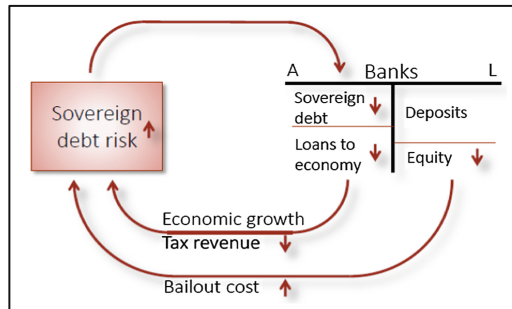 A Banks L
Sovereign debt
Deposits
Loans to economy
Equity
Sovereign
debt risk
Economic growth
Tax revenue
Bailout cost